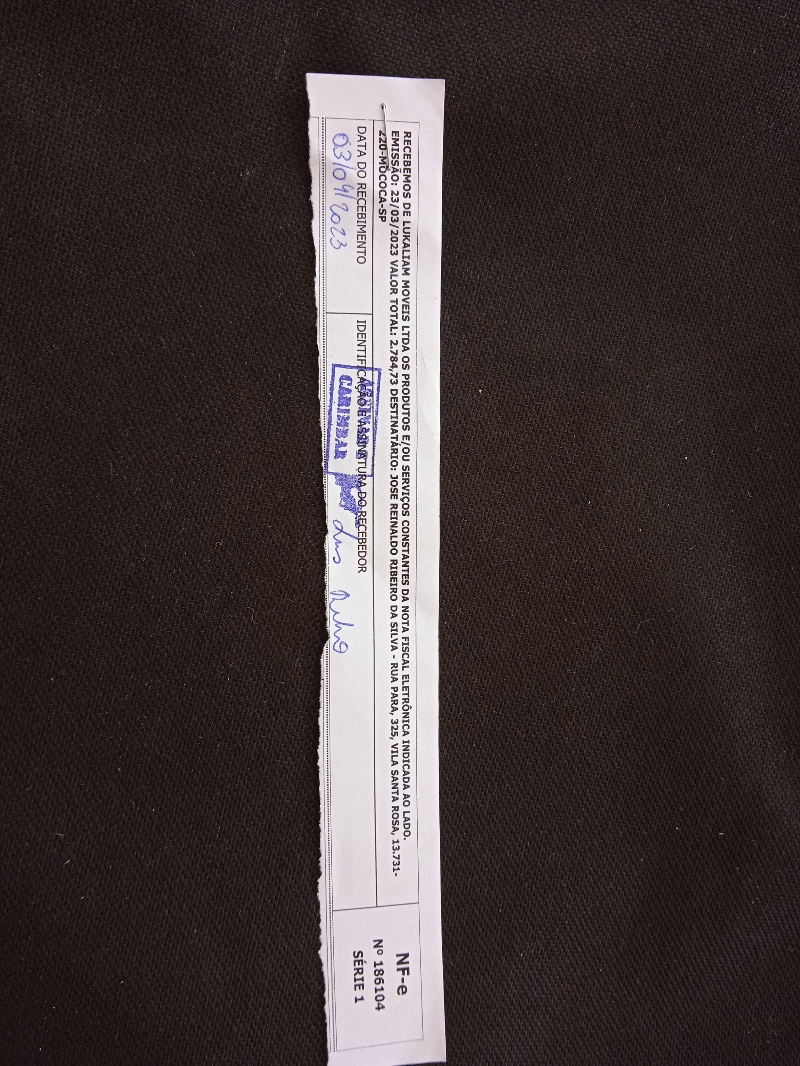 RECEBEMOS DE LUKALIAM MOVEIS LTDA OS PRODUTOS E/OU SERVIÇOS CONSTANTES DA NOTA FISCAL ELETRÔNICA INDICADA AO LADO.
EMISSÃO: 23/03/2023 VALOR TOTAL: 2.784,73 DESTINATÁRIO: JOSE REINALDO RIBEIRO DA SILVA - RUA PARA, 325, VILA SANTA ROSA, 13.731-
220-MOCOCA-SP
DATA DO RECEBIMENTO
03/04/2023
IDENTIFICAÇÃO E ASSINATURA DO RECEBEDOR
CARIMBAR
NF-e
Nº 186104
SÉRIE 1